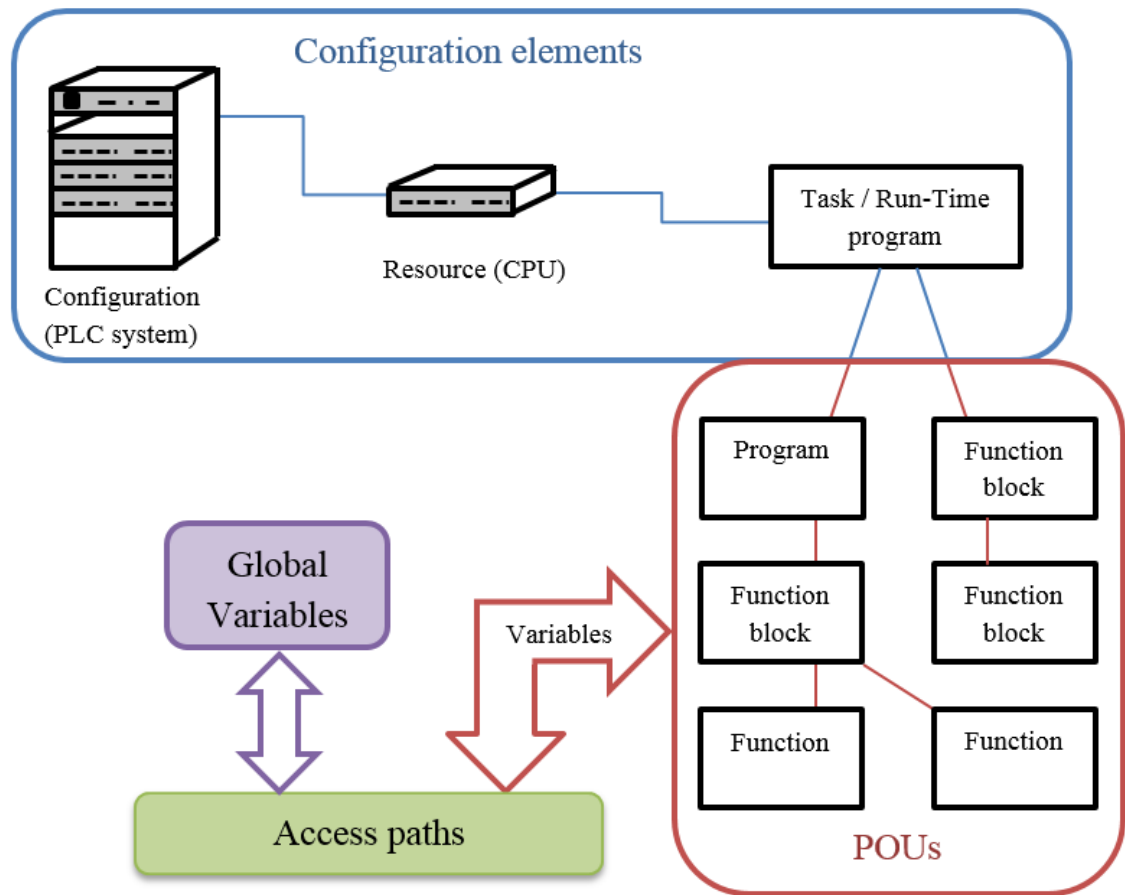 Configuration elements
Configuration
(PLC system)
Resource (CPU)
Task / Run-Time
program
Program
Function
block
Function
block
Function
block
Function
Function
POUs
Global
Variables
Variables
Access paths